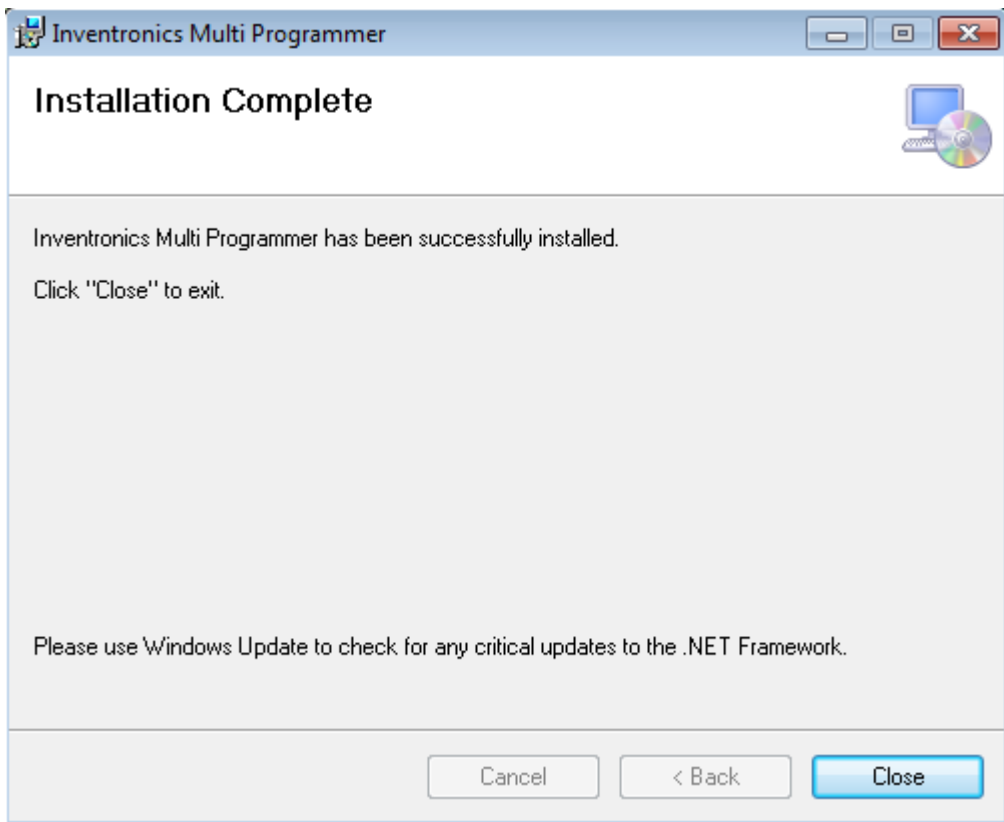 Inventronics Multi Programmer
Installation Complete
Inventronics Multi Programmer has been successfully installed.
Click "Close" to exit.
Please use Windows Update to check for any critical updates to the .NET Framework.
Cancel
< Back
Close